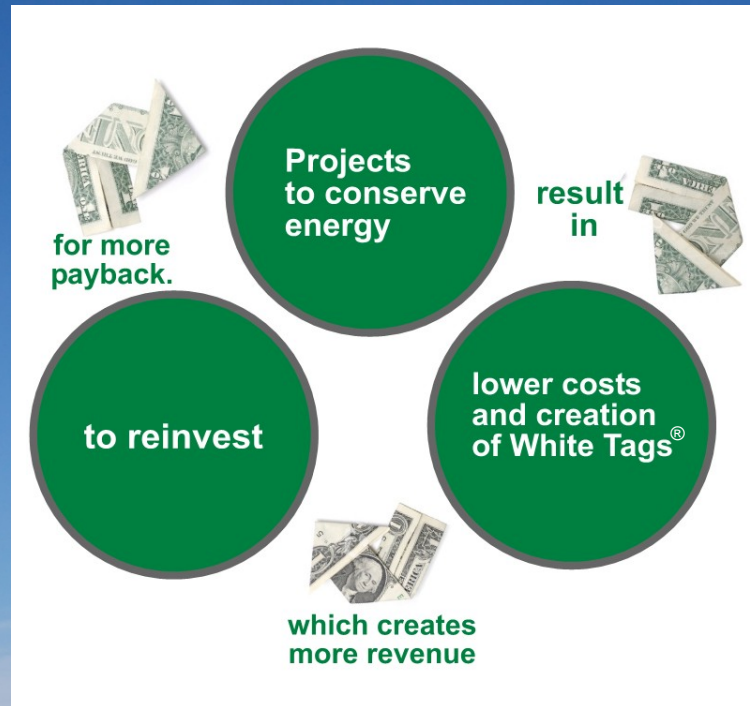 Projects
to conserve
energy
result
in
lower costs
and creation
of White Tags®
which creates
more revenue
to reinvest
for more
payback.